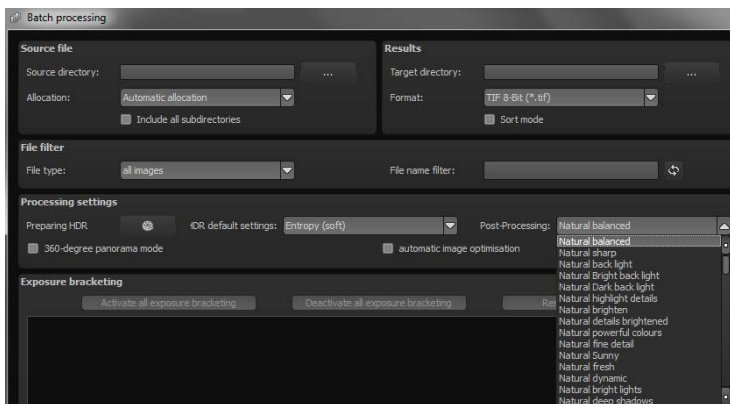 Batch processing
Source file
Results
Source directory:
...
Target directory:
...
Allocation:
Automatic allocation
Format:
TIF 8-Bit (*.tif)
Include all subdirectories
Sort mode
File filter
File type:
all images
File name filter:
Processing settings
Preparing HDR
DR default settings:
Entropy (soft)
Post-Processing:
Natural balanced
360-degree panorama mode
automatic image optimisation
Natural balanced
Natural sharp
Natural back light
Natural Bright back light
Natural Dark back light
Natural highlight details
Natural brighten
Natural details brightened
Natural powerful colours
Natural fine detail
Natural Sunny
Natural fresh
Natural dynamic
Natural bright lights
Natural deep shadows
Exposure bracketing
Activate all exposure bracketing
Deactivate all exposure bracketing
Re